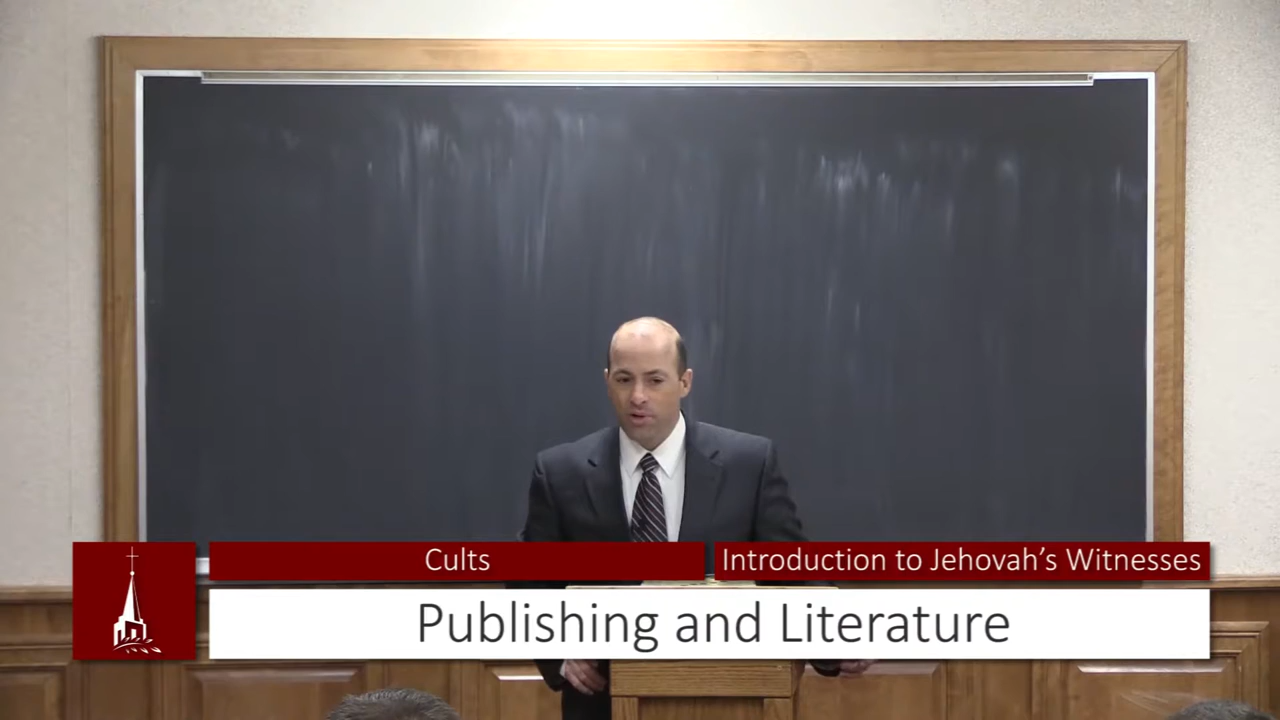 Cults
Introduction to Jehovah's Witnesses
Publishing and Literature